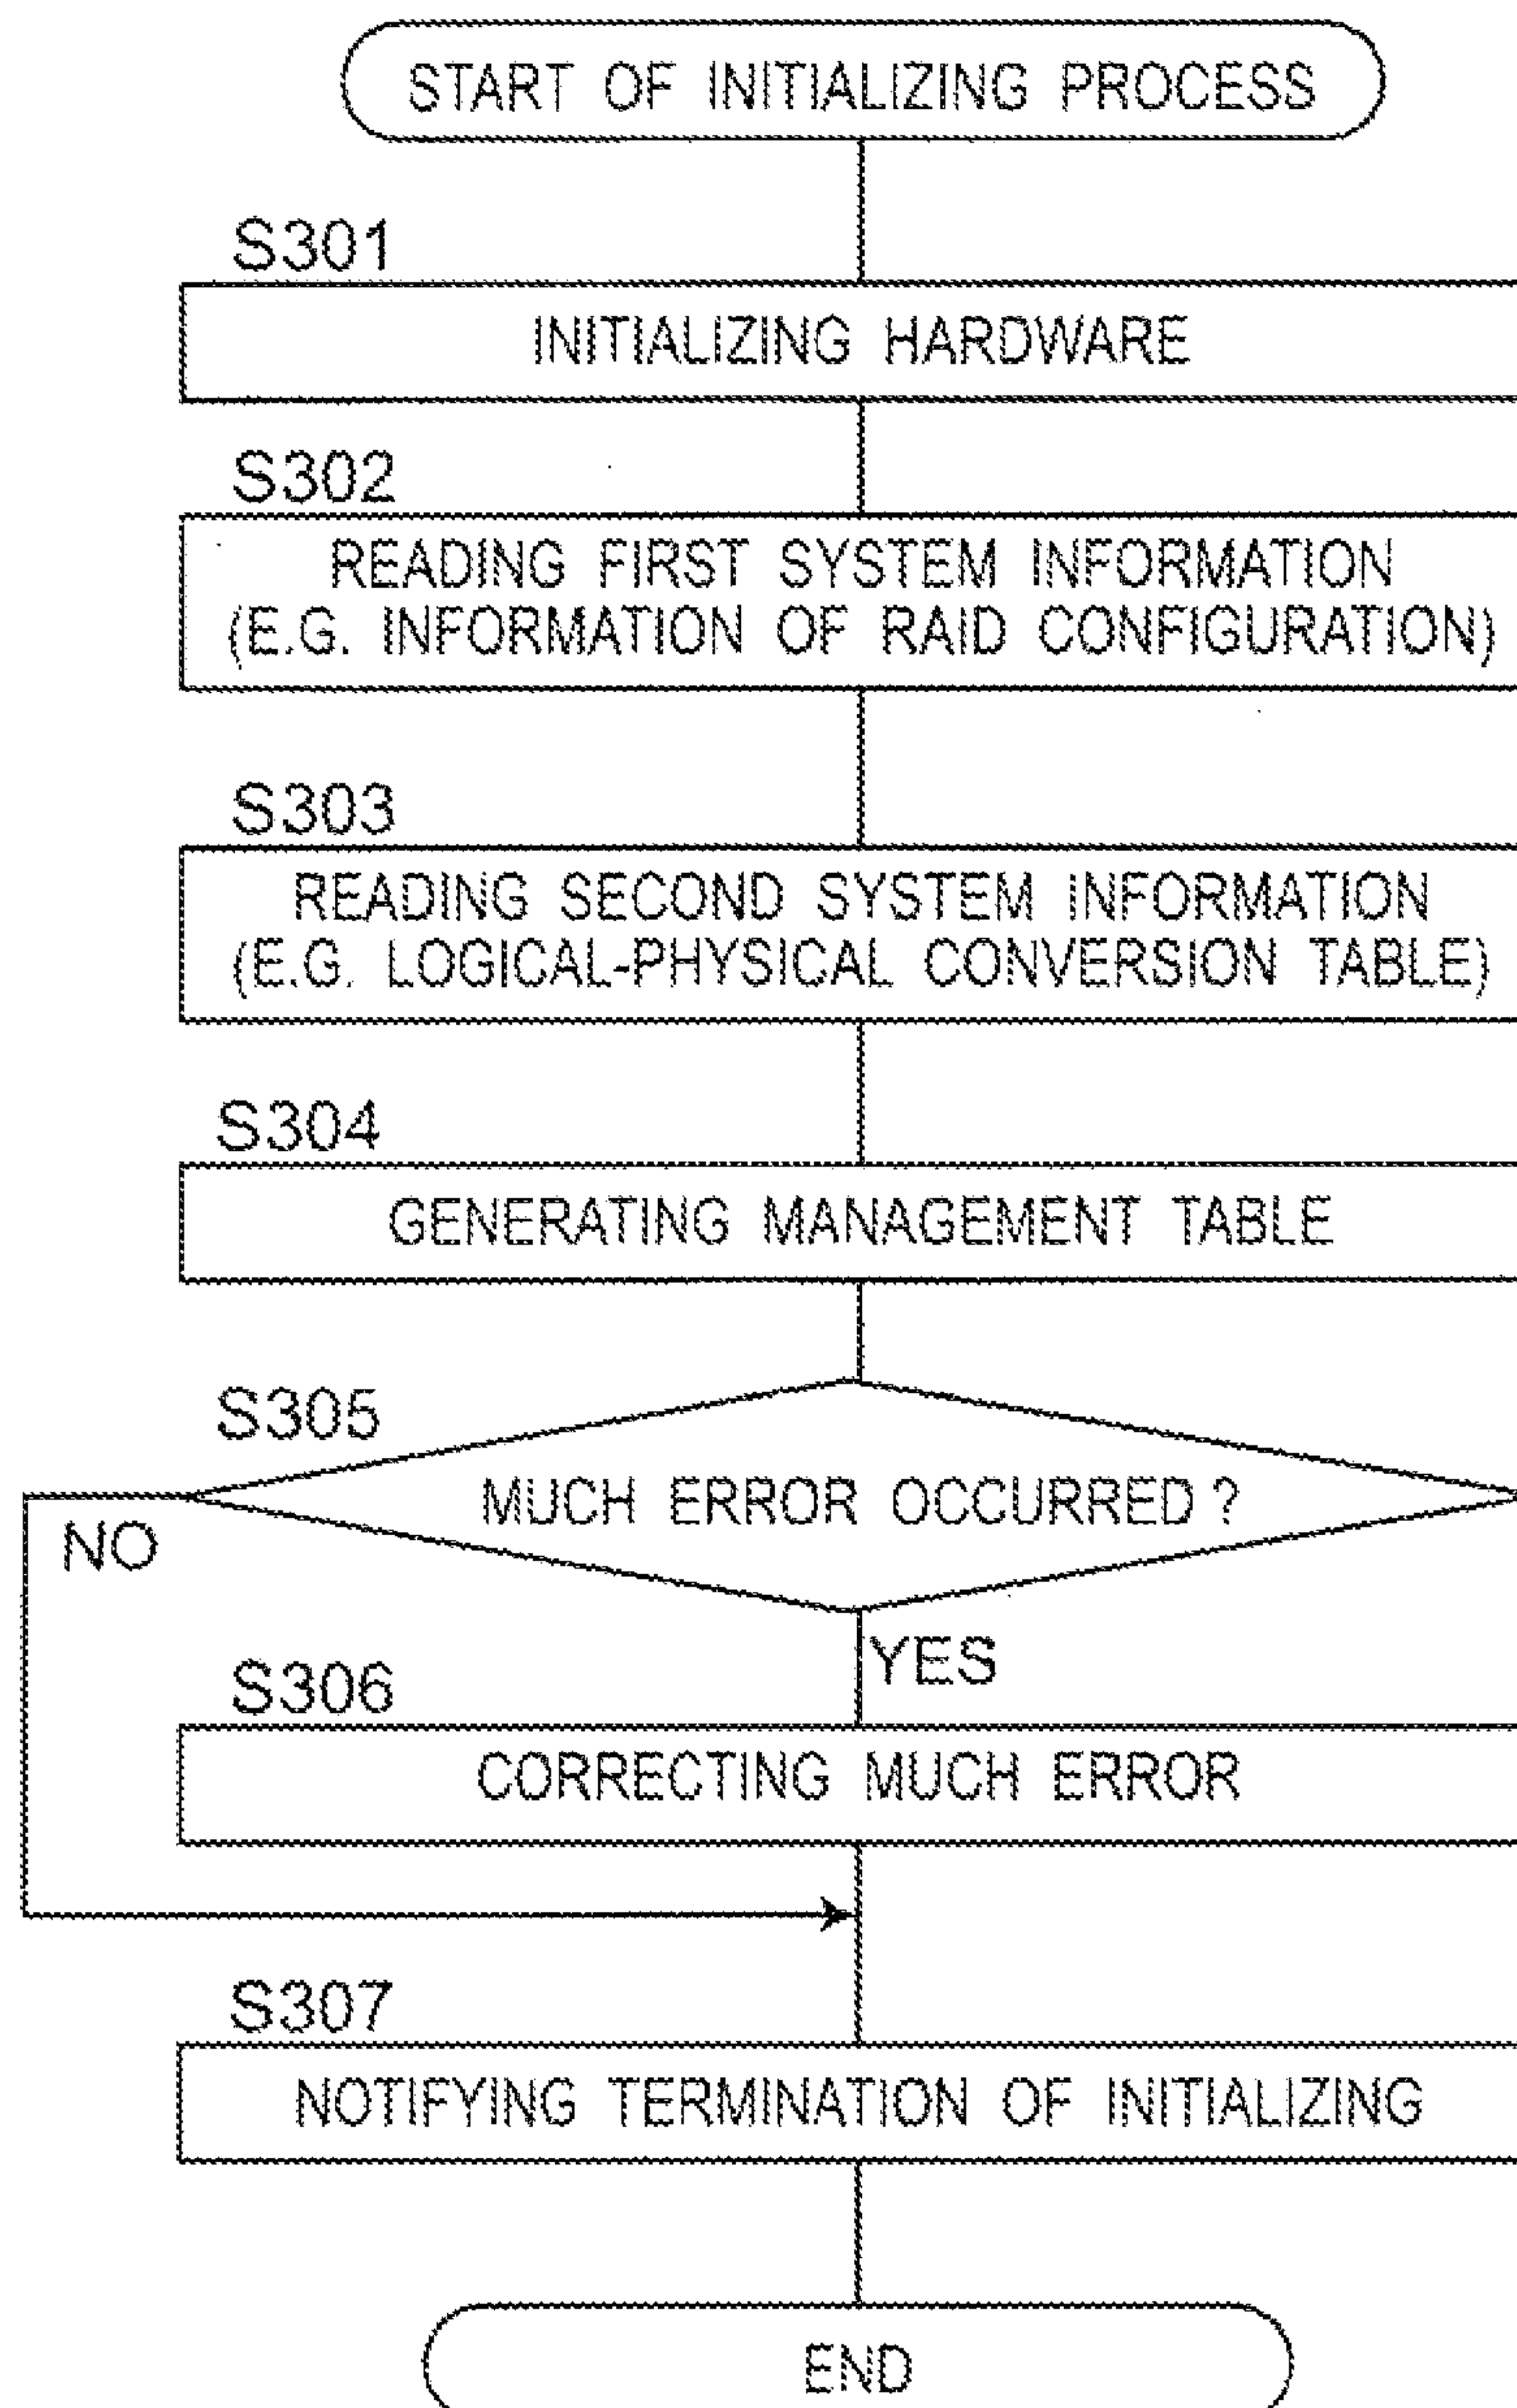 START OF INITIALIZING PROCESS
S301
INITIALIZING HARDWARE
S302
READING FIRST SYSTEM INFORMATION
(E.G. INFORMATION OF RAID CONFIGURATION)
S303
READING SECOND SYSTEM INFORMATION
(E.G. LOGICAL-PHYSICAL CONVERSION TABLE)
S304
GENERATING MANAGEMENT TABLE
S305
MUCH ERROR OCCURRED ?
NO
YES
S306
CORRECTING MUCH ERROR
S307
NOTIFYING TERMINATION OF INITIALIZING
END